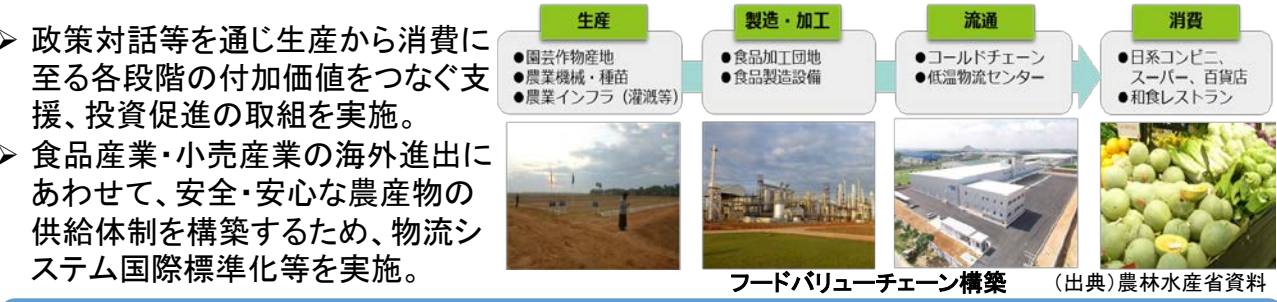 ➢ 政策対話等を通じ生産から消費に
至る各段階の付加価値をつなぐ支
援、投資促進の取組を実施。
➢ 食品産業・小売産業の海外進出に
あわせて、安全・安心な農産物の
供給体制を構築するため、物流シ
ステム国際標準化等を実施。
生産
●園芸作物産地
●農業機械・種苗
●農業インフラ（灌漑等）
製造・加工
●食品加工団地
●食品製造設備
流通
●コールドチェーン
●低温物流センター
消費
●日系コンビニ、
スーパー、百貨店
●和食レストラン
フードバリューチェーン構築
（出典）農林水産省資料